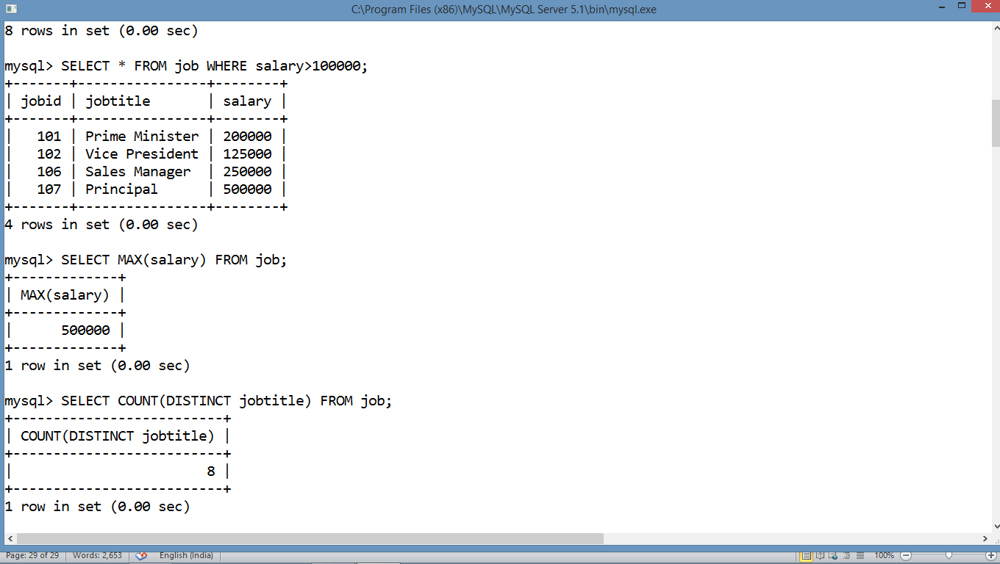 C:\Program Files (x86)\MySQL\MySQL Server 5.1\bin\mysql.exe
8 rows in set (0.00 sec)
mysql> SELECT * FROM job WHERE salary>100000;
+-------+----------------+--------+
| jobid | jobtitle       | salary |
+-------+----------------+--------+
|   101 | Prime Minister | 200000 |
|   102 | Vice President | 125000 |
|   106 | Sales Manager  | 250000 |
|   107 | Principal      | 500000 |
+-------+----------------+--------+
4 rows in set (0.00 sec)
mysql> SELECT MAX(salary) FROM job;
+-------------+
| MAX(salary) |
+-------------+
|      500000 |
+-------------+
1 row in set (0.00 sec)
mysql> SELECT COUNT(DISTINCT jobtitle) FROM job;
+--------------------------+
| COUNT(DISTINCT jobtitle) |
+--------------------------+
|                        8 |
+--------------------------+
1 row in set (0.00 sec)
Page: 29 of 29 Words: 2,653 English (India) 100%